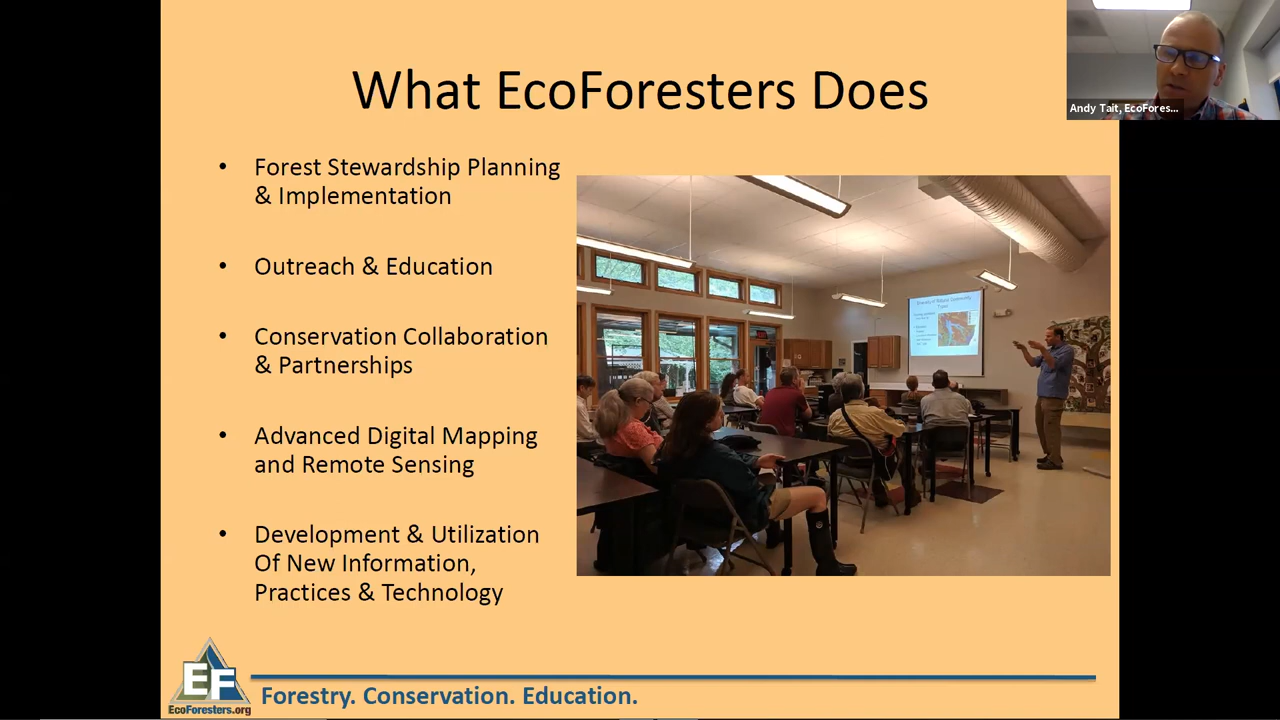 What EcoForesters Does
Andy Tait, EcoFores...
• Forest Stewardship Planning
& Implementation
• Outreach & Education
• Conservation Collaboration
& Partnerships
• Advanced Digital Mapping
and Remote Sensing
• Development & Utilization
Of New Information,
Practices & Technology
EF
EcoForesters.org
Forestry. Conservation. Education.